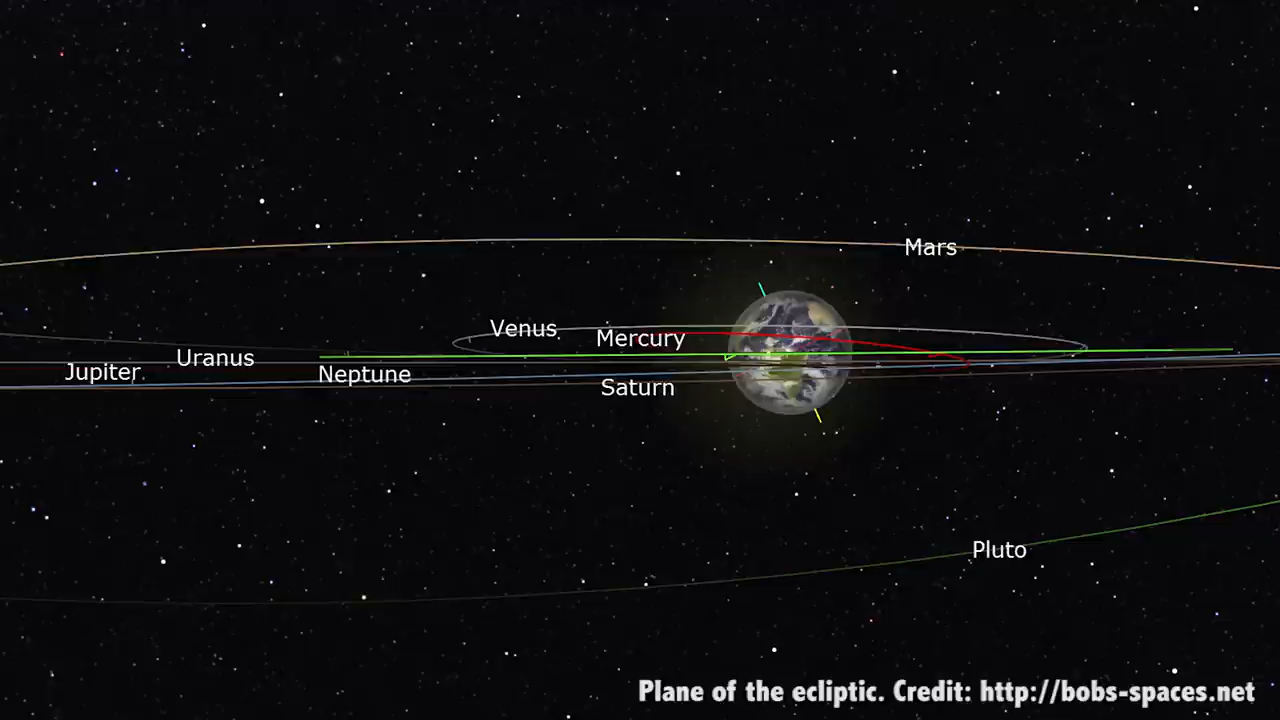 Mars
Venus
Mercury
Uranus
Jupiter
Neptune
Saturn
Pluto
Plane of the ecliptic. Credit: http://bobs-spaces.net